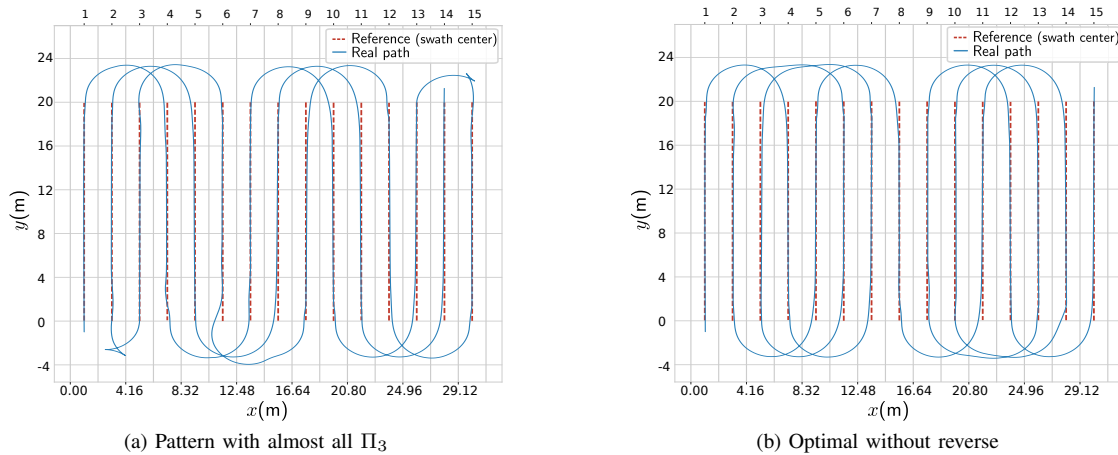 1 2 3 4 5 6 7 8 9 10 11 12 13 14 15
Reference (swath center)
Real path
24
20
16
12
8
4
0
-4
y(m)
0.00 4.16 8.32 12.48 16.64 20.80 24.96 29.12
x(m)
(a) Pattern with almost all Π₃
1 2 3 4 5 6 7 8 9 10 11 12 13 14 15
Reference (swath center)
Real path
24
20
16
12
8
4
0
-4
y(m)
0.00 4.16 8.32 12.48 16.64 20.80 24.96 29.12
x(m)
(b) Optimal without reverse